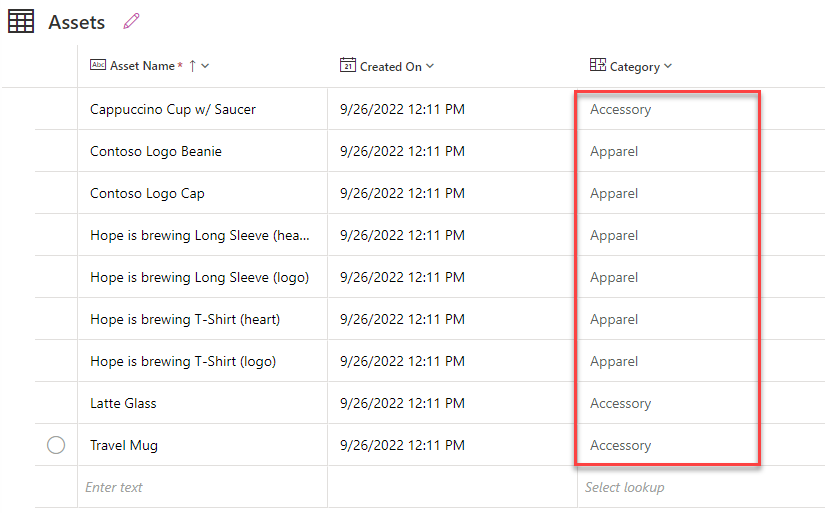 Assets
Abc Asset Name* ↑ 21 Created On Category
Cappuccino Cup w/ Saucer 9/26/2022 12:11 PM Accessory
Contoso Logo Beanie 9/26/2022 12:11 PM Apparel
Contoso Logo Cap 9/26/2022 12:11 PM Apparel
Hope is brewing Long Sleeve (hea... 9/26/2022 12:11 PM Apparel
Hope is brewing Long Sleeve (logo) 9/26/2022 12:11 PM Apparel
Hope is brewing T-Shirt (heart) 9/26/2022 12:11 PM Apparel
Hope is brewing T-Shirt (logo) 9/26/2022 12:11 PM Apparel
Latte Glass 9/26/2022 12:11 PM Accessory
Travel Mug 9/26/2022 12:11 PM Accessory
Enter text Select lookup